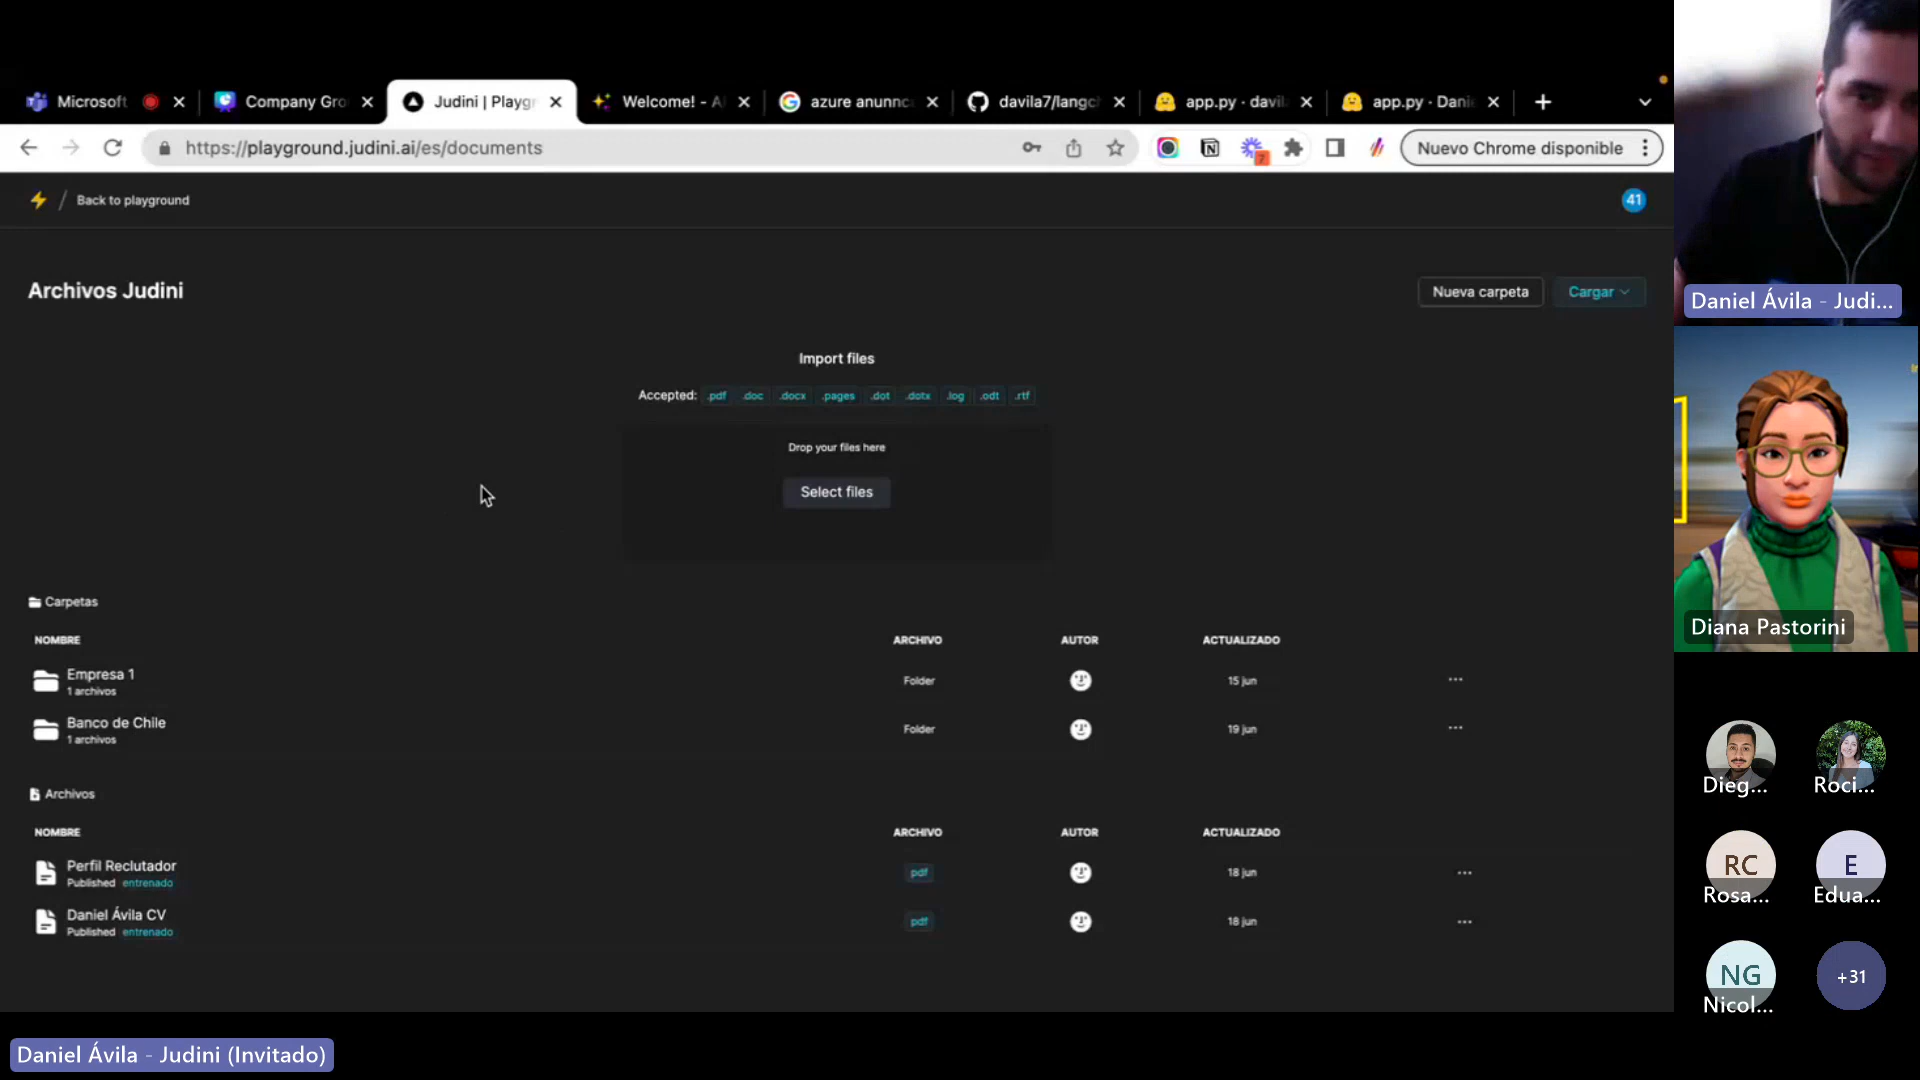 Microsoft
Company Gro
Judini | Playgr
Welcome! - A
azure anunnc
davila7/langch
app.py · davil
app.py · Dani
https://playground.judini.ai/es/documents
7
Nuevo Chrome disponible
/ Back to playground
41
Archivos Judini
Nueva carpeta
Cargar
Import files
Accepted: .pdf .doc .docx .pages .dot .dotx .log .odt .rtf
Drop your files here
Select files
Carpetas
NOMBRE ARCHIVO AUTOR ACTUALIZADO
Empresa 1
1 archivos
Folder
15 jun
Banco de Chile
1 archivos
Folder
19 jun
Archivos
NOMBRE ARCHIVO AUTOR ACTUALIZADO
Perfil Reclutador
Published entrenado
pdf
18 jun
Daniel Ávila CV
Published entrenado
pdf
18 jun
Daniel Ávila - Judini (Invitado)
Daniel Ávila - Judi...
Diana Pastorini
Dieg...
Roci...
RC
Rosa...
E
Edua...
NG
Nicol...
+31